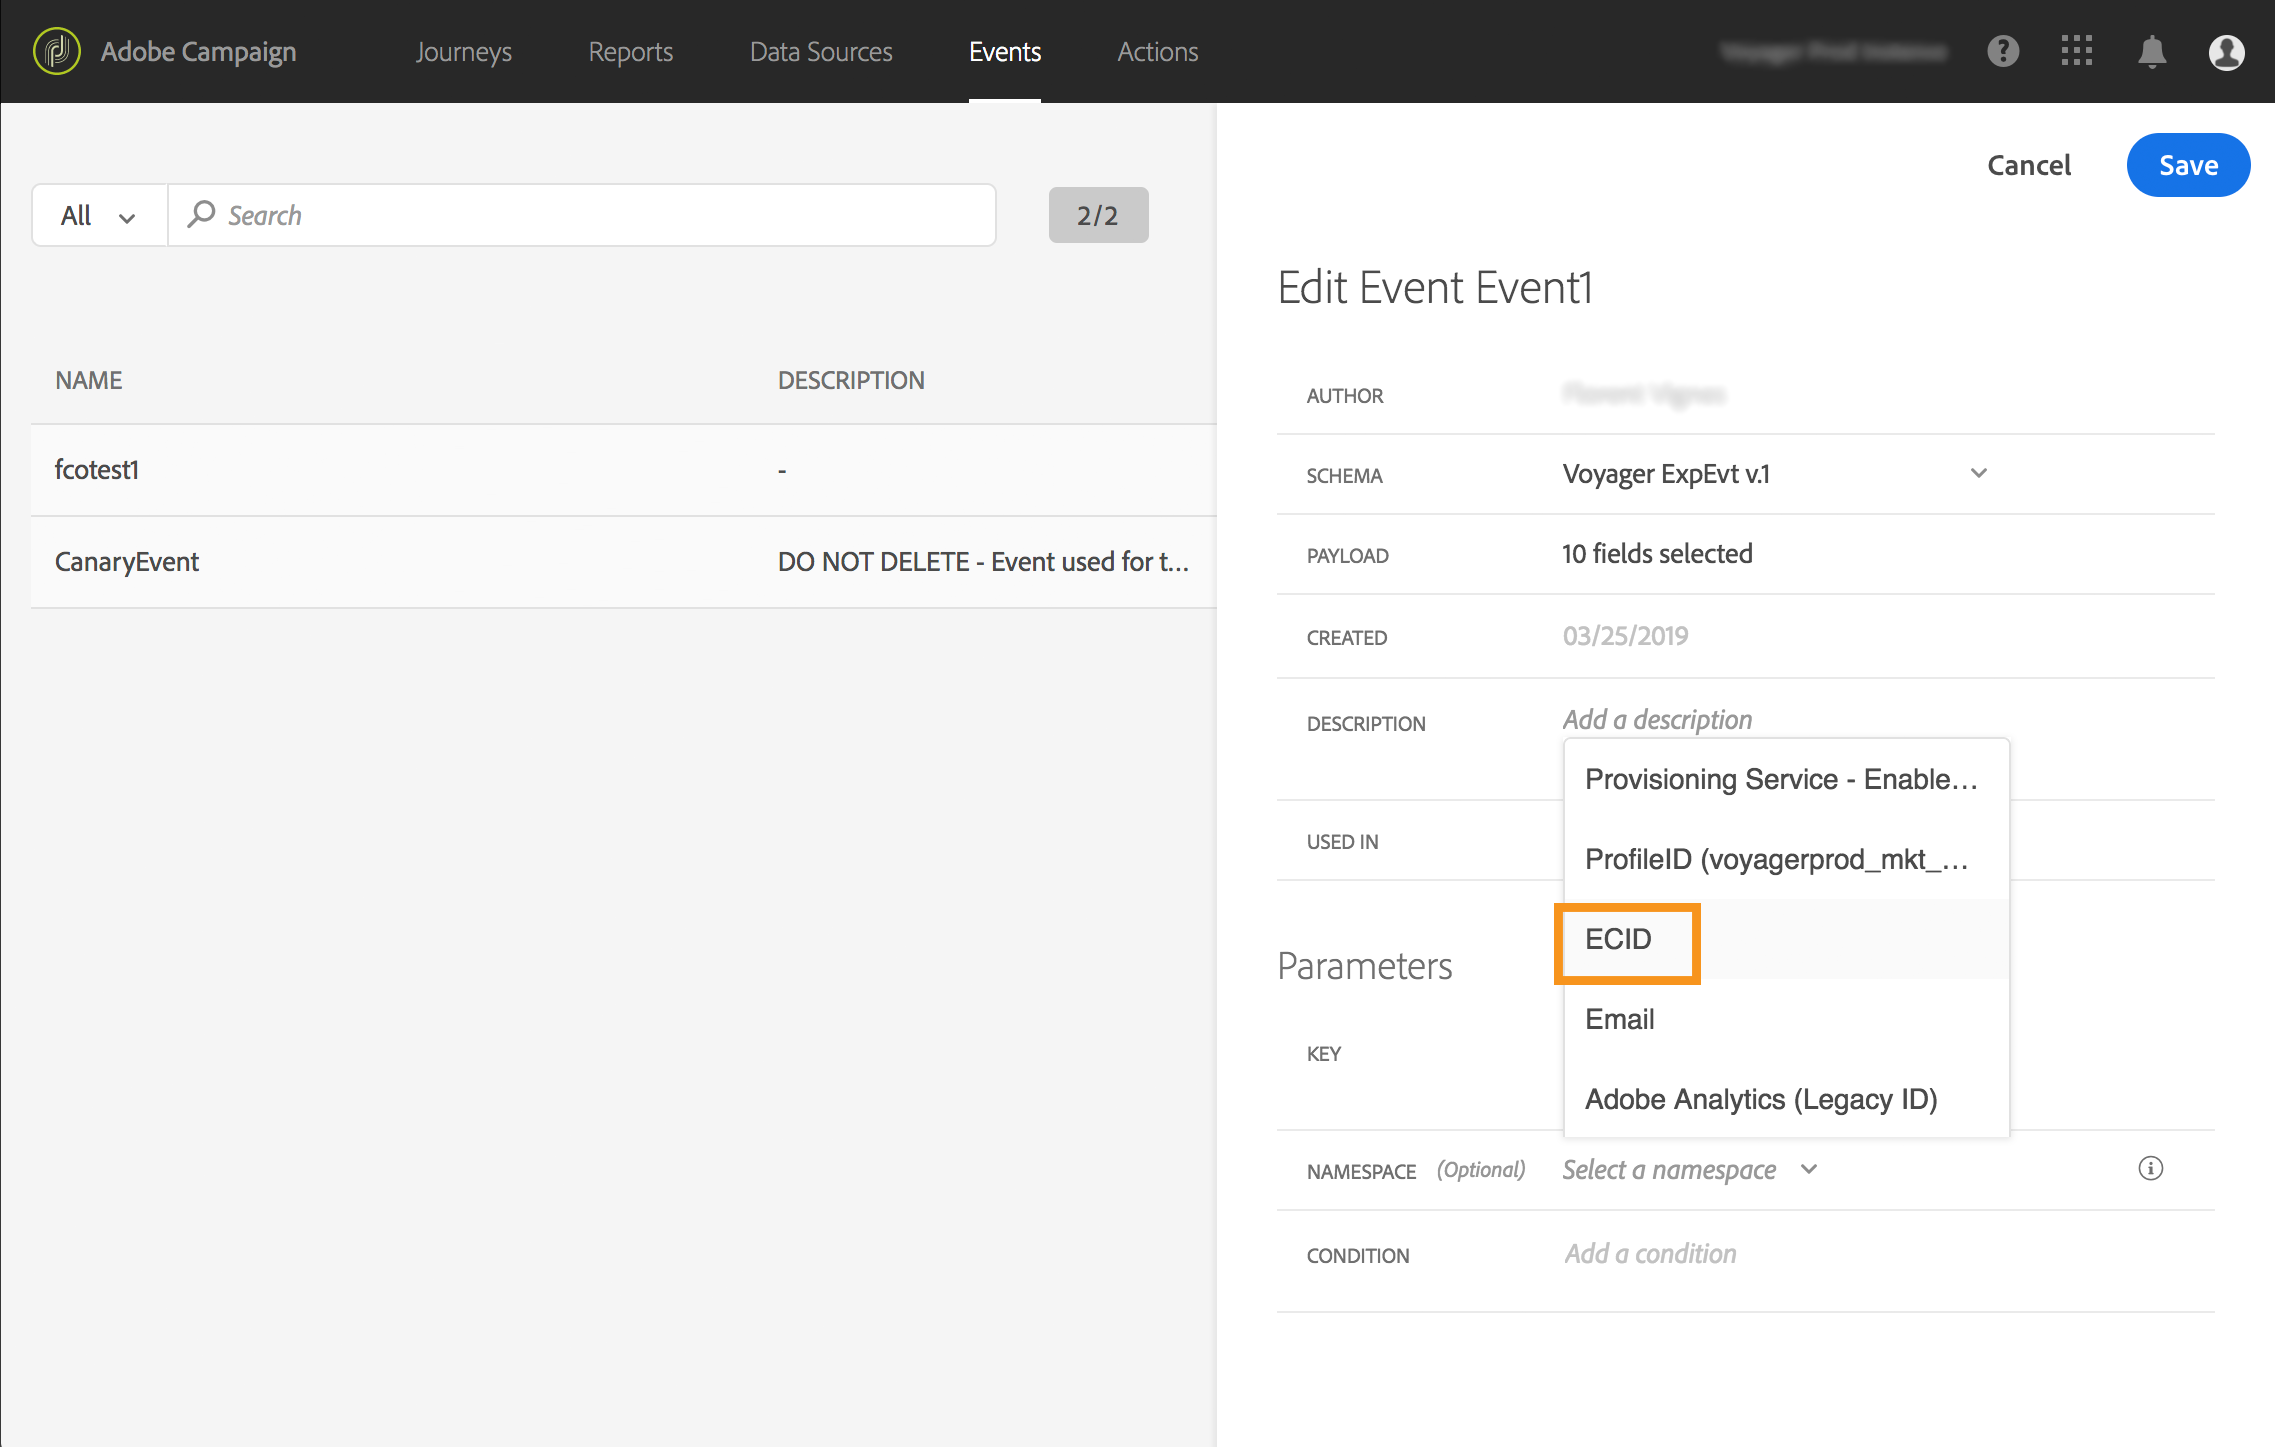 Adobe Campaign Journeys Reports Data Sources Events Actions
Cancel Save
All Search 2/2
Edit Event Event1
NAME DESCRIPTION
fcotest1 -
CanaryEvent DO NOT DELETE - Event used for t...
AUTHOR
SCHEMA Voyager ExpEvt v.1
PAYLOAD 10 fields selected
CREATED 03/25/2019
DESCRIPTION Add a description
USED IN
Provisioning Service - Enable...
ProfileID (voyagerprod_mkt_...
ECID
Email
Adobe Analytics (Legacy ID)
Parameters
KEY
NAMESPACE (Optional) Select a namespace
CONDITION Add a condition